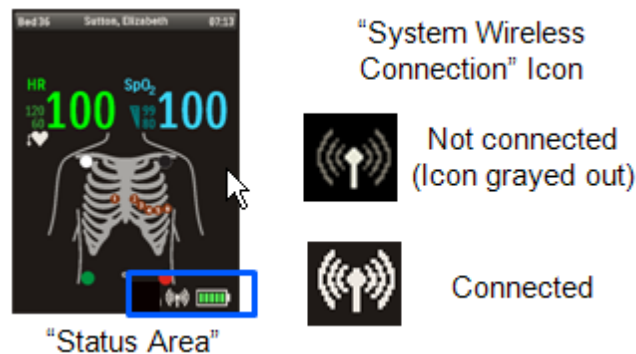 Bed 36 Sutton, Elizabeth 07:13
HR
120
60
100
SpO2
99
80
100
"Status Area"
"System Wireless
Connection" Icon
Not connected
(Icon grayed out)
Connected